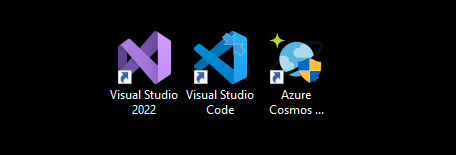 Visual Studio
2022
Visual Studio
Code
Azure
Cosmos ...